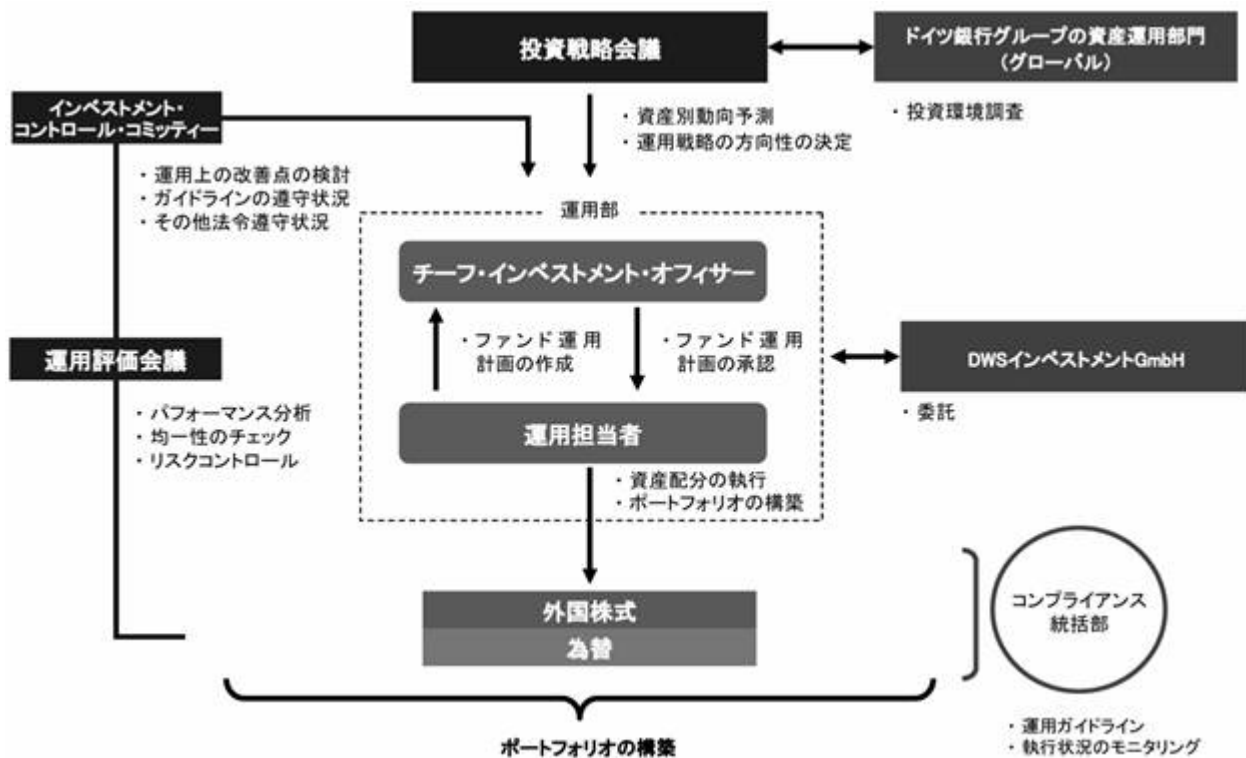 投資戦略会議
ドイツ銀行グループの資産運用部門
（グローバル）
・投資環境調査
・資産別動向予測
・運用戦略の方向性の決定
インベストメント・
コントロール・コミッティー
・運用上の改善点の検討
・ガイドラインの遵守状況
・その他法令遵守状況
運用部
チーフ・インベストメント・オフィサー
・ファンド運用
計画の作成
・ファンド運用
計画の承認
運用評価会議
・パフォーマンス分析
・均一性のチェック
・リスクコントロール
DWSインベストメントGmbH
・委託
運用担当者
・資産配分の執行
・ポートフォリオの構築
外国株式
為替
コンプライアンス
統括部
・運用ガイドライン
・執行状況のモニタリング
ポートフォリオの構築